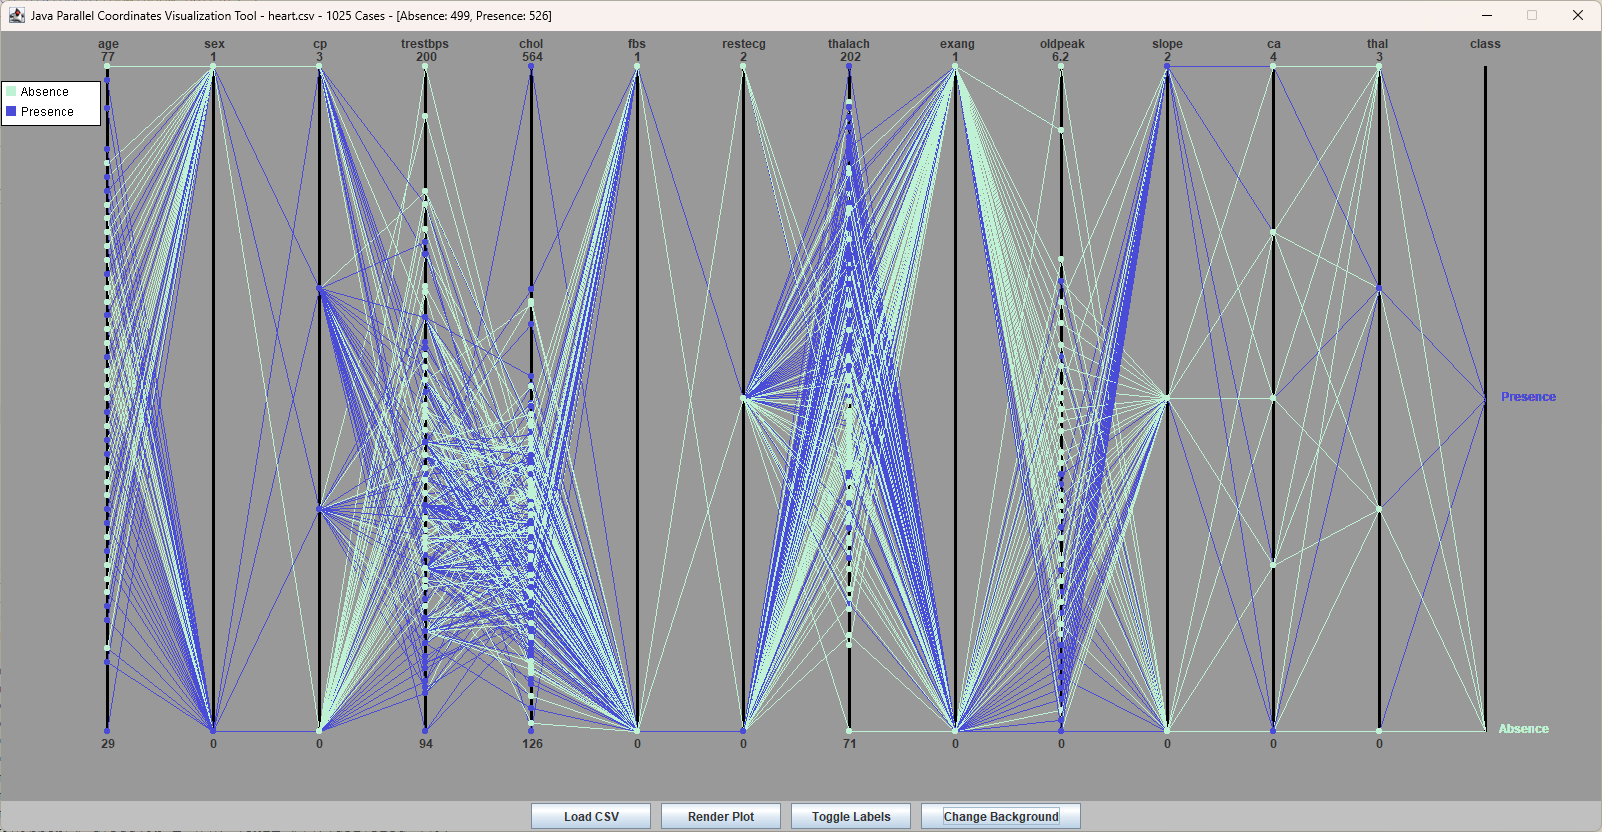 Java Parallel Coordinates Visualization Tool - heart.csv - 1025 Cases - [Absence: 499, Presence: 526]
age sex cp trestbps chol fbs restecg thalach exang oldpeak slope ca thal class
77 1 3 200 564 1 2 202 1 6.2 2 4 3
Absence
Presence
Presence
Absence
29 0 0 94 126 0 0 71 0 0 0 0 0
Load CSV Render Plot Toggle Labels Change Background